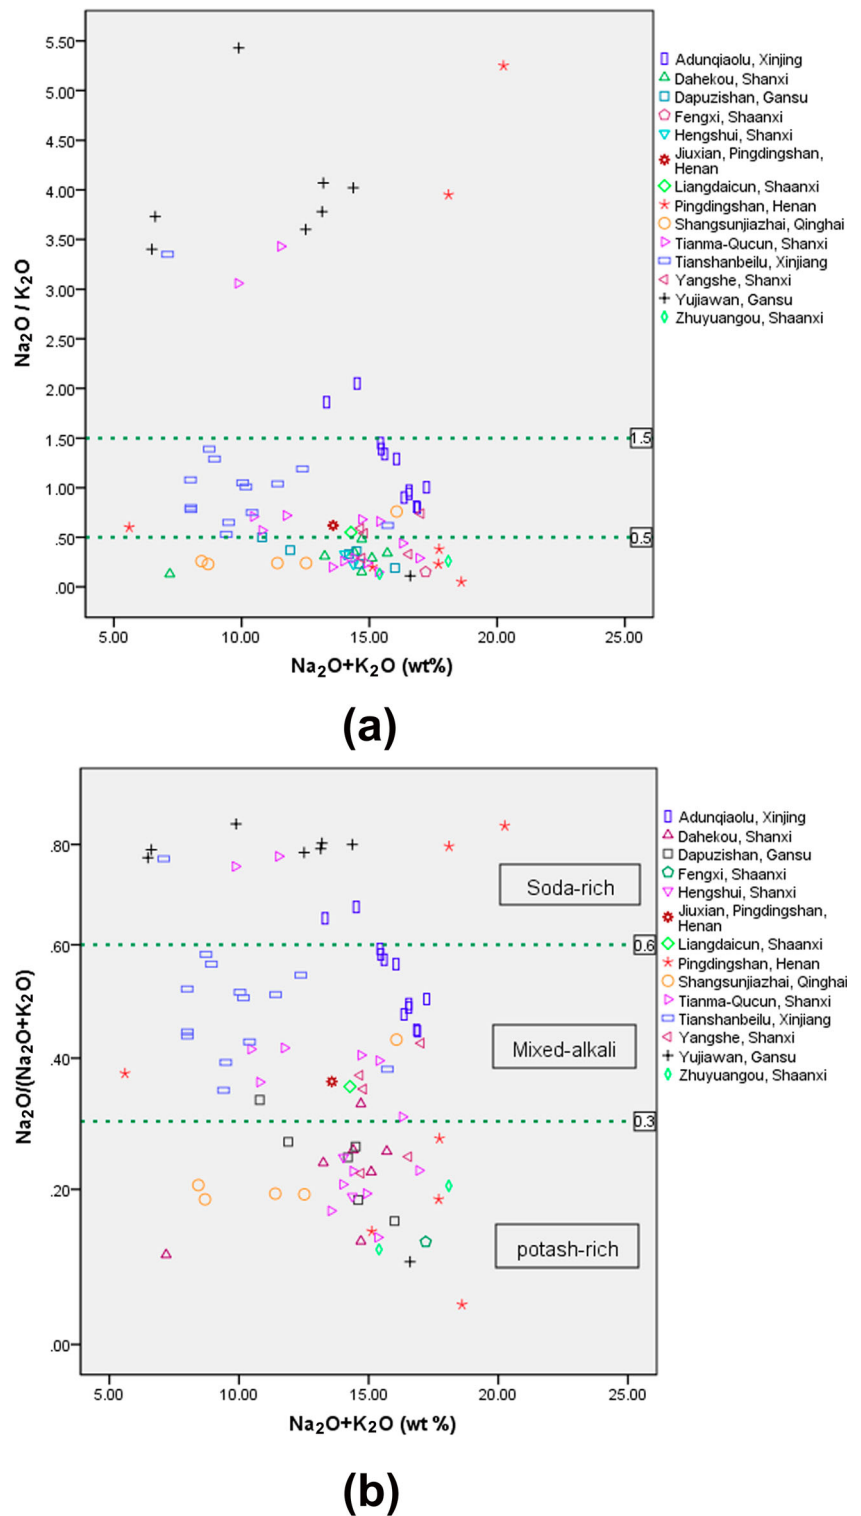 5.50
5.00
4.50
4.00
3.50
3.00
2.50
2.00
1.50
1.00
.50
.00
Na₂O / K₂O
1.5
0.5
5.00 10.00 15.00 20.00 25.00
Na₂O+K₂O (wt%)
Adunqiaolu, Xinjing
Dahekou, Shanxi
Dapuzishan, Gansu
Fengxi, Shaanxi
Hengshui, Shanxi
Jiuxian, Pingdingshan,
Henan
Liangdaicun, Shaanxi
Pingdingshan, Henan
Shangsunjiazhai, Qinghai
Tianma-Qucun, Shanxi
Tianshanbeilu, Xinjiang
Yangshe, Shanxi
Yujiawan, Gansu
Zhuyuangou, Shaanxi
(a)
.80
.60
.40
.20
.00
Na₂O/(Na₂O+K₂O)
Soda-rich
0.6
Mixed-alkali
0.3
potash-rich
5.00 10.00 15.00 20.00 25.00
Na₂O+K₂O (wt %)
Adunqiaolu, Xinjing
Dahekou, Shanxi
Dapuzishan, Gansu
Fengxi, Shaanxi
Hengshui, Shanxi
Jiuxian, Pingdingshan,
Henan
Liangdaicun, Shaanxi
Pingdingshan, Henan
Shangsunjiazhai, Qinghai
Tianma-Qucun, Shanxi
Tianshanbeilu, Xinjiang
Yangshe, Shanxi
Yujiawan, Gansu
Zhuyuangou, Shaanxi
(b)